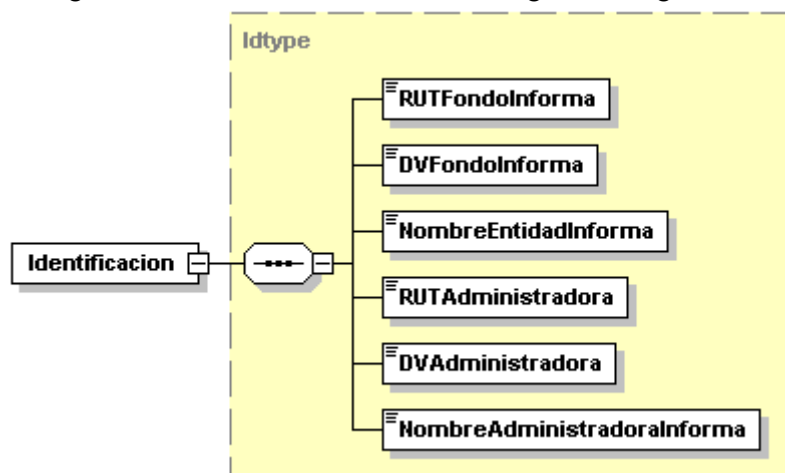 Idtype
RUTFondoInforma
DVFondoInforma
NombreEntidadInforma
Identificacion
RUTAdministradora
DVAdministradora
NombreAdministradoraInforma